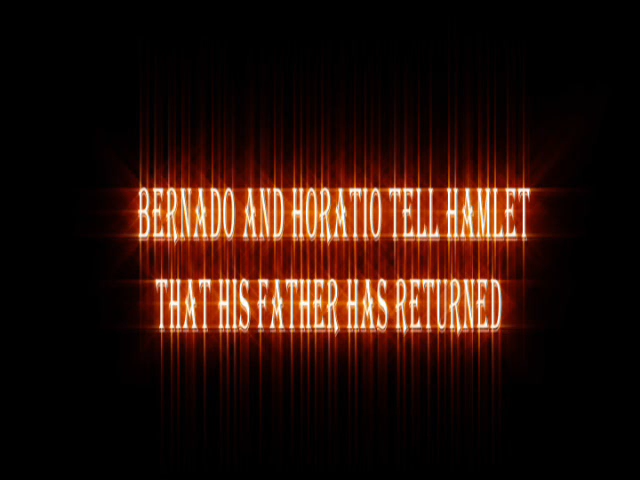 BERNADO AND HORATIO TELL HAMLET
THAT HIS FATHER HAS RETURNED